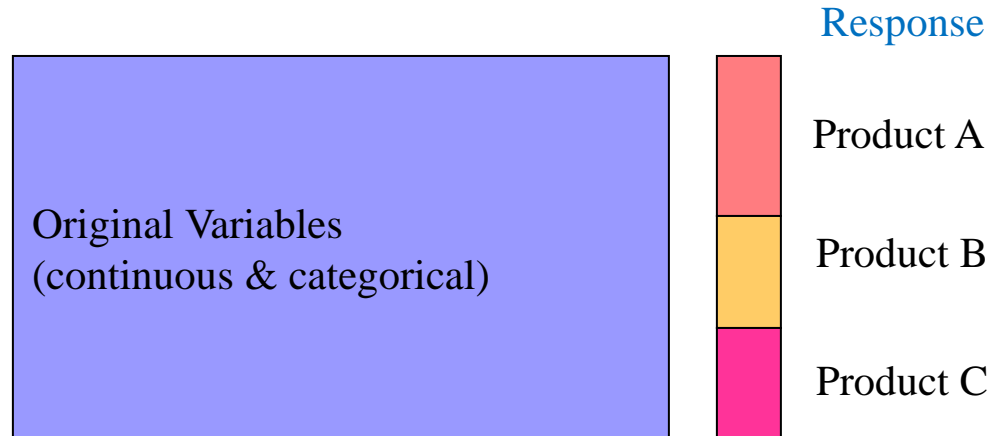 Response
Product A
Original Variables
(continuous & categorical)
Product B
Product C